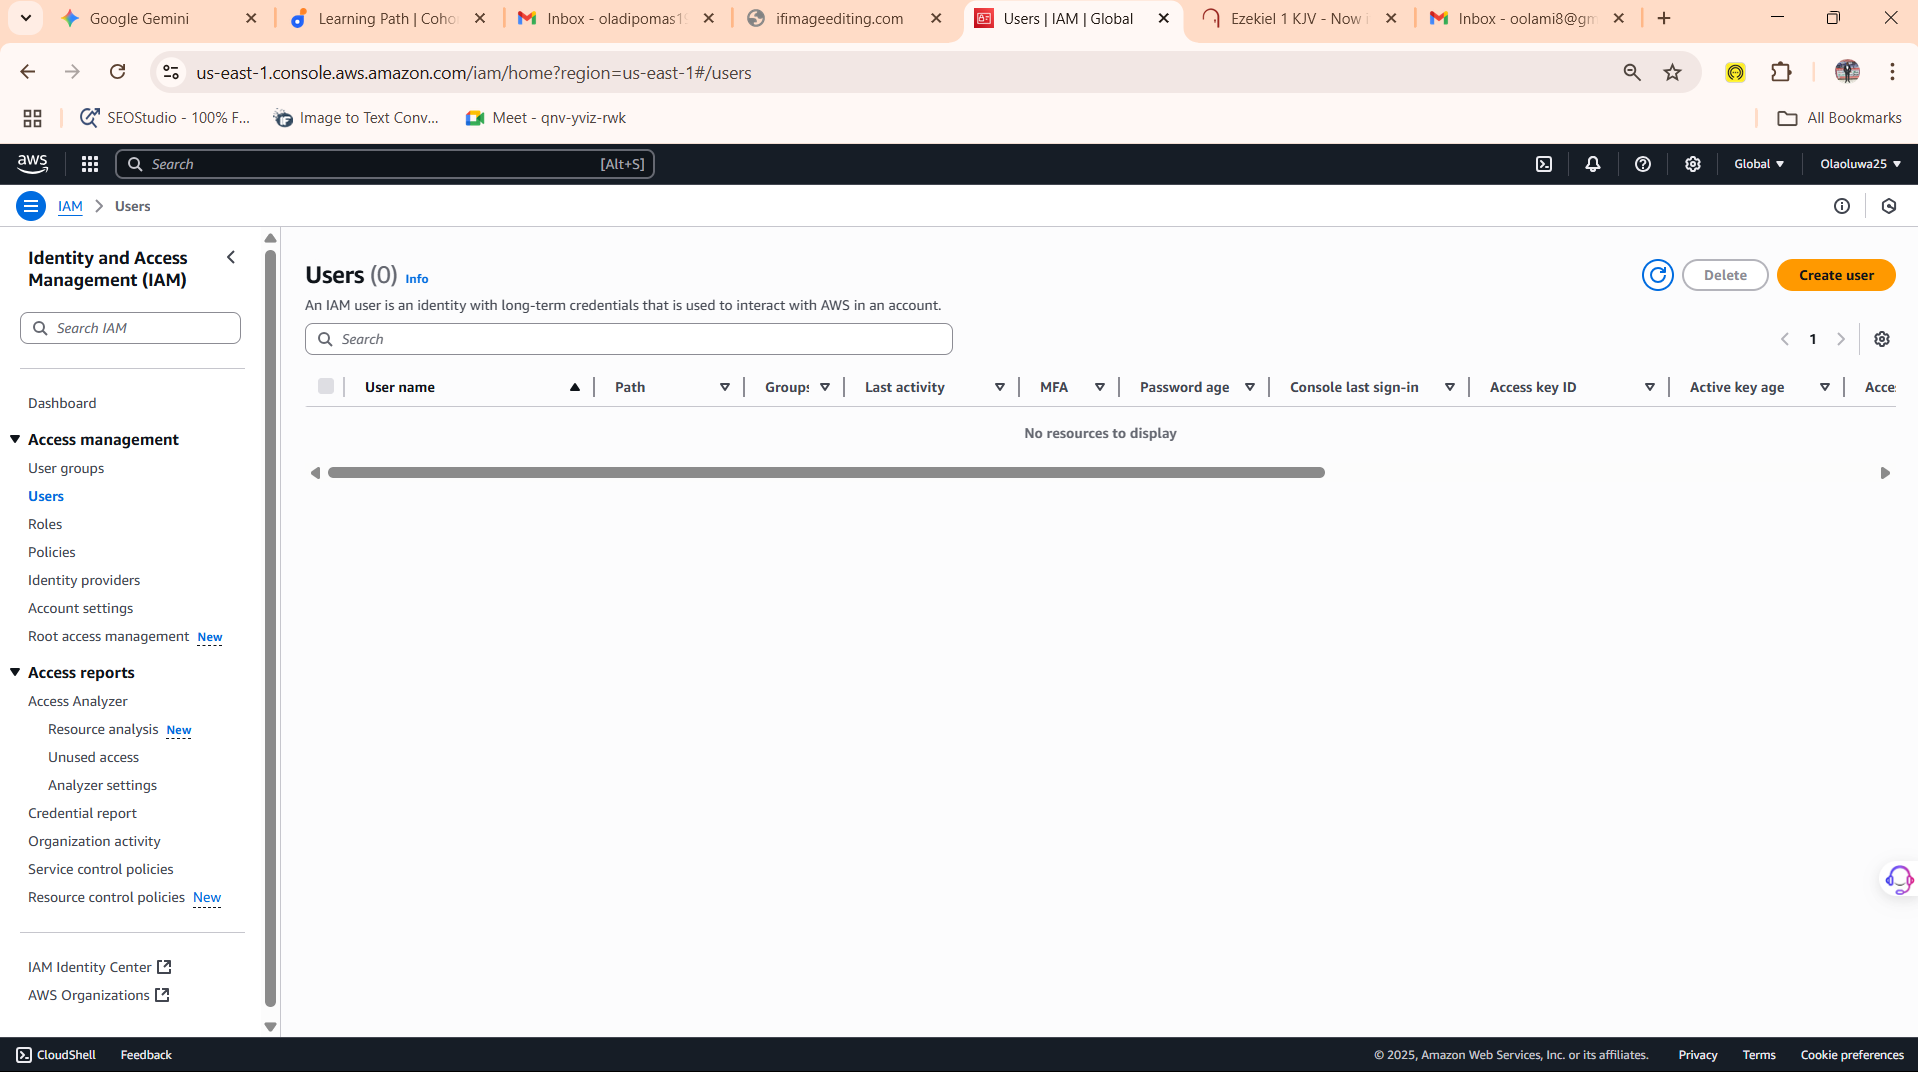 Google Gemini
Learning Path | Coho
Inbox - oladipomas19
ifimageediting.com
Users | IAM | Global
Ezekiel 1 KJV - Now i
Inbox - oolami8@gm
us-east-1.console.aws.amazon.com/iam/home?region=us-east-1#/users
SEOStudio - 100% F...
Image to Text Conv...
Meet - qnv-yviz-rwk
All Bookmarks
aws
Search
[Alt+S]
Global
Olaoluwa25
IAM
Users
Identity and Access Management (IAM)
Search IAM
Dashboard
Access management
User groups
Users
Roles
Policies
Identity providers
Account settings
Root access management New
Access reports
Access Analyzer
Resource analysis New
Unused access
Analyzer settings
Credential report
Organization activity
Service control policies
Resource control policies New
IAM Identity Center
AWS Organizations
Users (0) Info
An IAM user is an identity with long-term credentials that is used to interact with AWS in an account.
Delete
Create user
Search
1
User name
Path
Groups
Last activity
MFA
Password age
Console last sign-in
Access key ID
Active key age
Acce
No resources to display
CloudShell
Feedback
© 2025, Amazon Web Services, Inc. or its affiliates.
Privacy
Terms
Cookie preferences